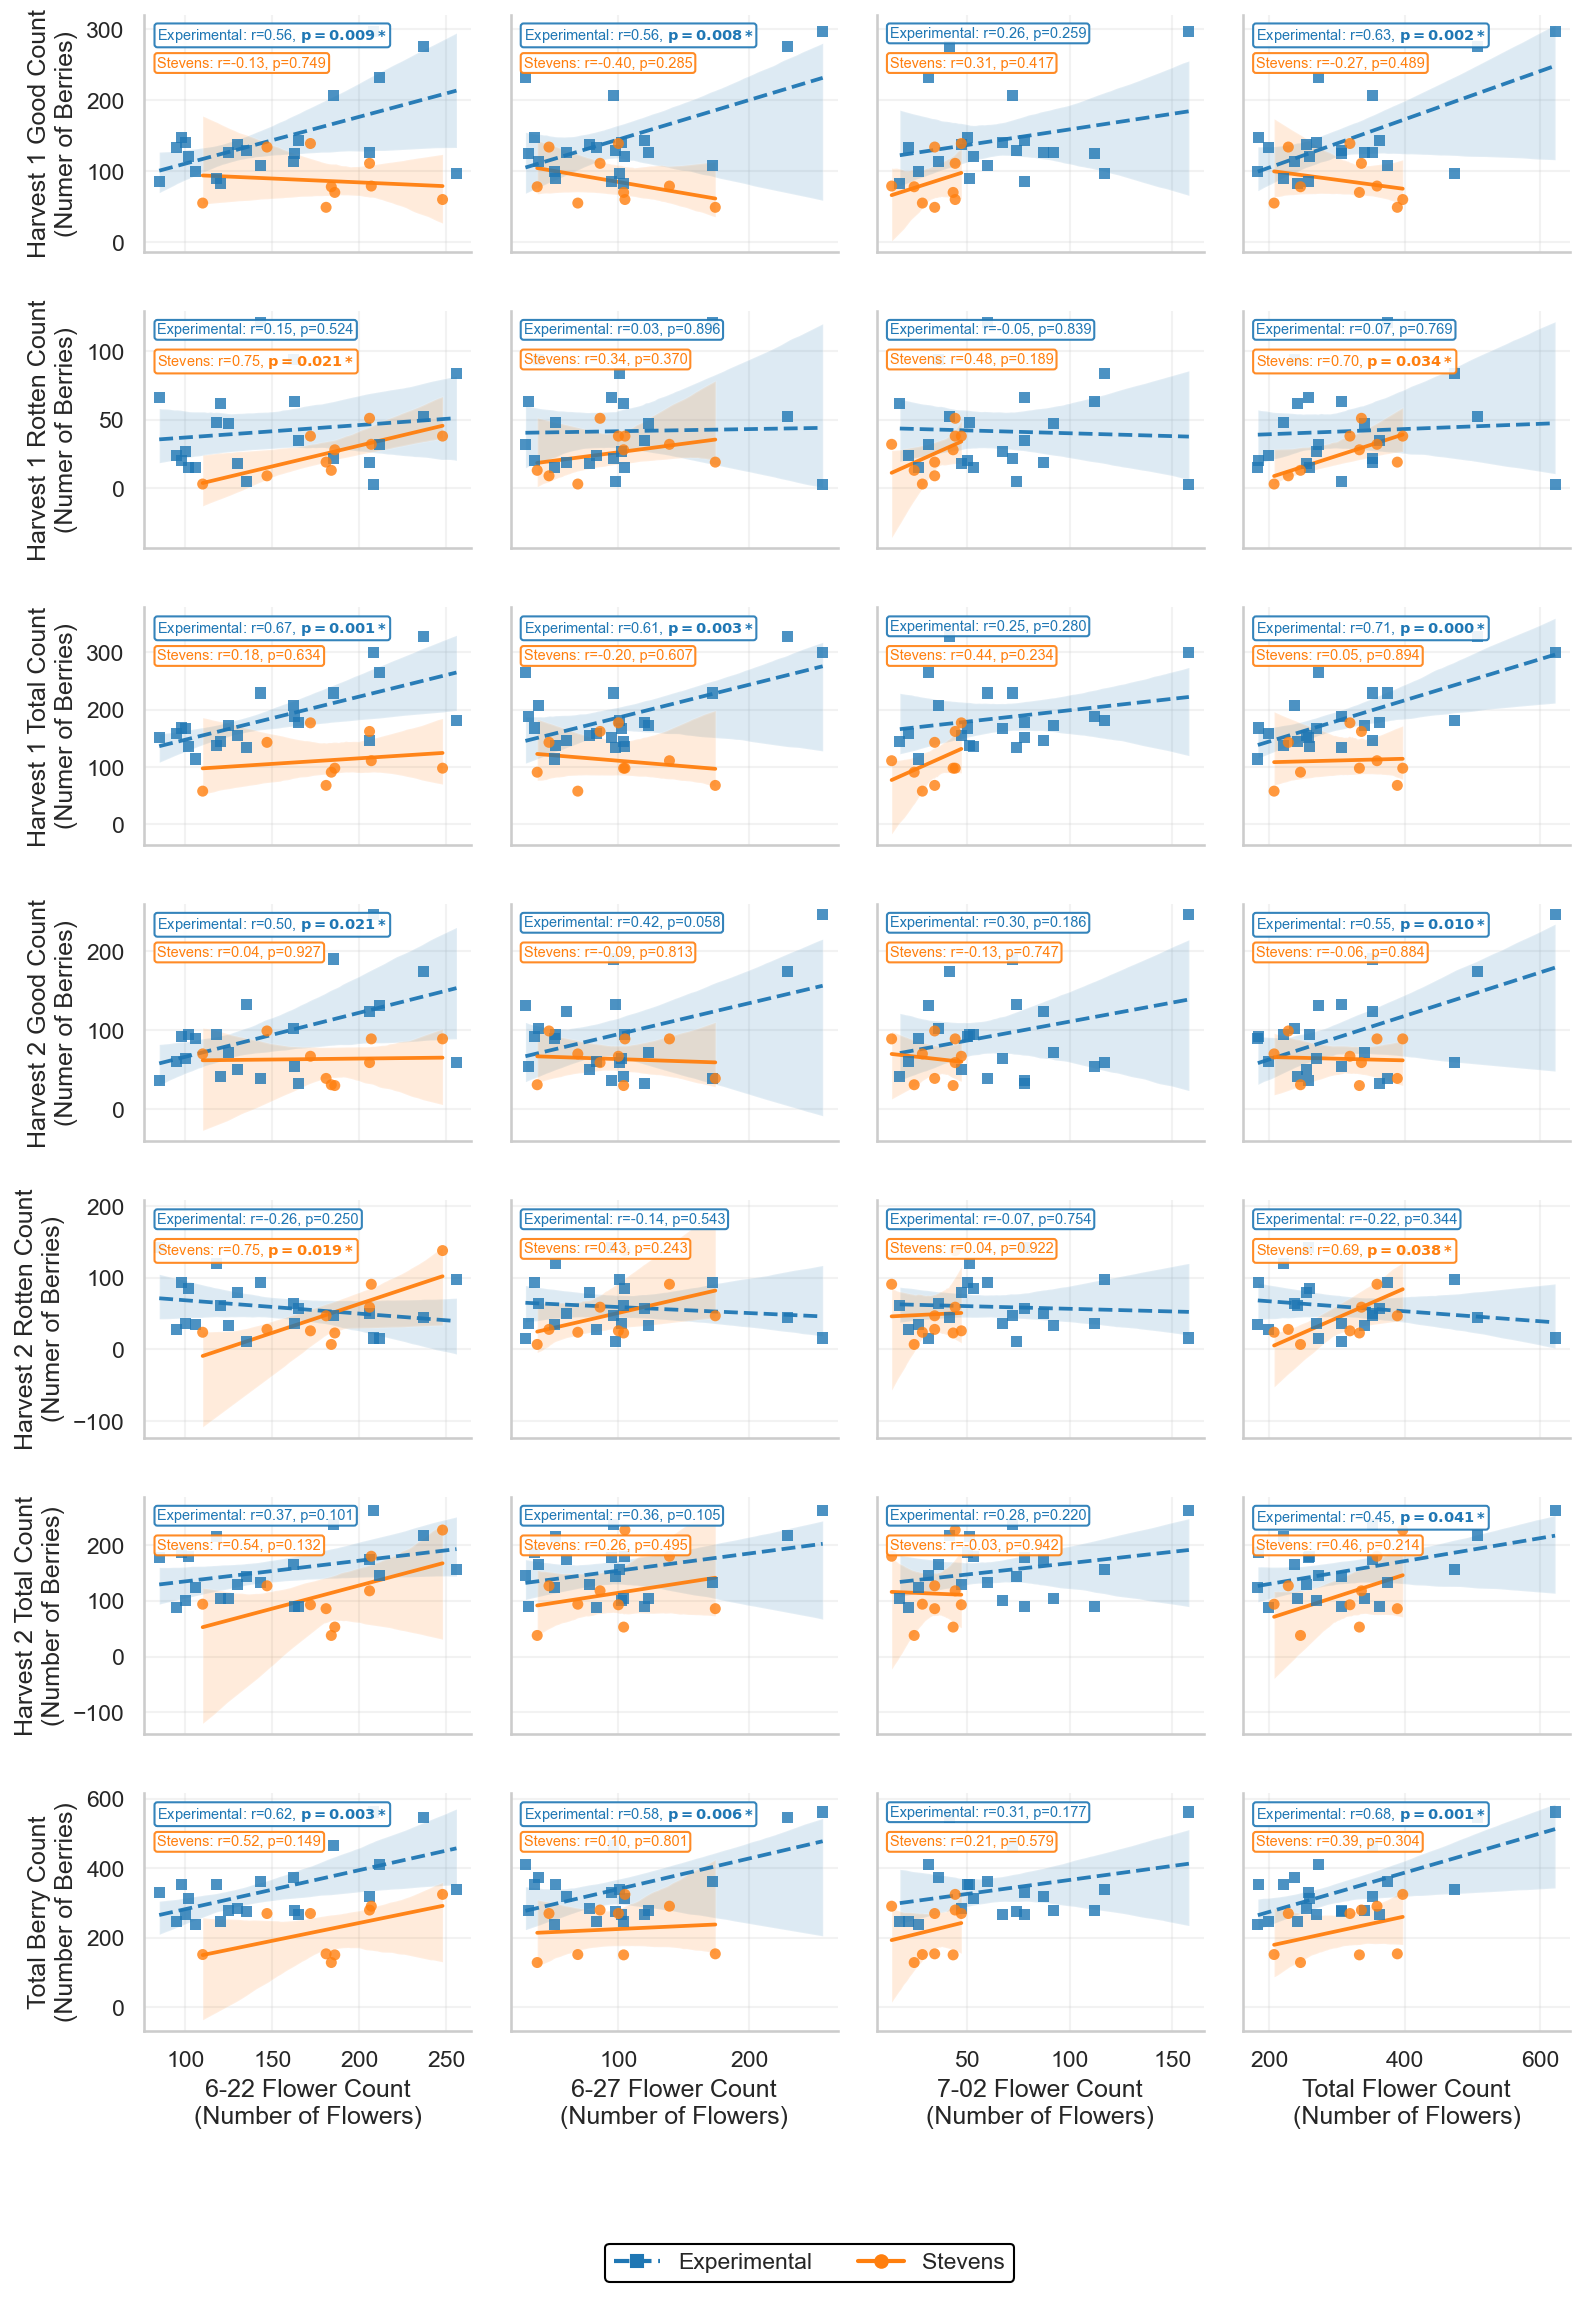 Harvest 1 Good Count
(Numer of Berries)
300
200
100
0
Experimental: r=0.56, p=0.009*
Stevens: r=-0.13, p=0.749
Experimental: r=0.56, p=0.008*
Stevens: r=-0.40, p=0.285
Experimental: r=0.26, p=0.259
Stevens: r=0.31, p=0.417
Experimental: r=0.63, p=0.002*
Stevens: r=-0.27, p=0.489
Harvest 1 Rotten Count
(Numer of Berries)
100
50
0
Experimental: r=0.15, p=0.524
Stevens: r=0.75, p=0.021*
Experimental: r=0.03, p=0.896
Stevens: r=0.34, p=0.370
Experimental: r=-0.05, p=0.839
Stevens: r=0.48, p=0.189
Experimental: r=0.07, p=0.769
Stevens: r=0.70, p=0.034*
Harvest 1 Total Count
(Numer of Berries)
300
200
100
0
Experimental: r=0.67, p=0.001*
Stevens: r=0.18, p=0.634
Experimental: r=0.61, p=0.003*
Stevens: r=-0.20, p=0.607
Experimental: r=0.25, p=0.280
Stevens: r=0.44, p=0.234
Experimental: r=0.71, p=0.000*
Stevens: r=0.05, p=0.894
Harvest 2 Good Count
(Numer of Berries)
200
100
0
Experimental: r=0.50, p=0.021*
Stevens: r=0.04, p=0.927
Experimental: r=0.42, p=0.058
Stevens: r=-0.09, p=0.813
Experimental: r=0.30, p=0.186
Stevens: r=-0.13, p=0.747
Experimental: r=0.55, p=0.010*
Stevens: r=-0.06, p=0.884
Harvest 2 Rotten Count
(Numer of Berries)
200
100
0
−100
Experimental: r=-0.26, p=0.250
Stevens: r=0.75, p=0.019*
Experimental: r=-0.14, p=0.543
Stevens: r=0.43, p=0.243
Experimental: r=-0.07, p=0.754
Stevens: r=0.04, p=0.922
Experimental: r=-0.22, p=0.344
Stevens: r=0.69, p=0.038*
Harvest 2 Total Count
(Number of Berries)
200
100
0
−100
Experimental: r=0.37, p=0.101
Stevens: r=0.54, p=0.132
Experimental: r=0.36, p=0.105
Stevens: r=0.26, p=0.495
Experimental: r=0.28, p=0.220
Stevens: r=-0.03, p=0.942
Experimental: r=0.45, p=0.041*
Stevens: r=0.46, p=0.214
Total Berry Count
(Number of Berries)
600
400
200
0
Experimental: r=0.62, p=0.003*
Stevens: r=0.52, p=0.149
Experimental: r=0.58, p=0.006*
Stevens: r=0.10, p=0.801
Experimental: r=0.31, p=0.177
Stevens: r=0.21, p=0.579
Experimental: r=0.68, p=0.001*
Stevens: r=0.39, p=0.304
100 150 200 250
6-22 Flower Count
(Number of Flowers)
100 200
6-27 Flower Count
(Number of Flowers)
50 100 150
7-02 Flower Count
(Number of Flowers)
200 400 600
Total Flower Count
(Number of Flowers)
Experimental Stevens